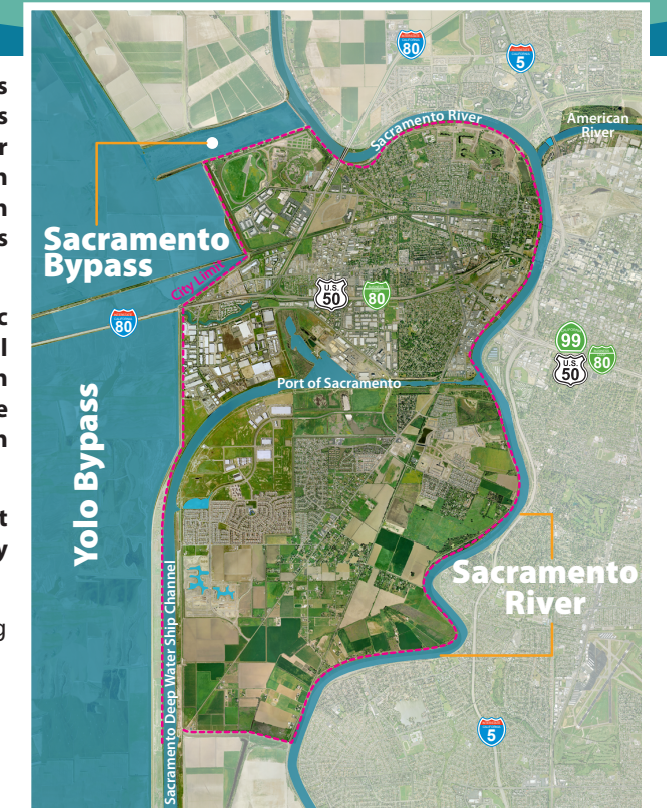 s
s
r
n
n
s
c
l
n
e
n
t
y
g
CALIFORNIA
80
5
Sacramento River
American
River
Sacramento
Bypass
City Limit
U.S.
50
80
80
99
U.S.
50
80
Port of Sacramento
Yolo Bypass
Sacramento
River
Sacramento Deep Water Ship Channel
5